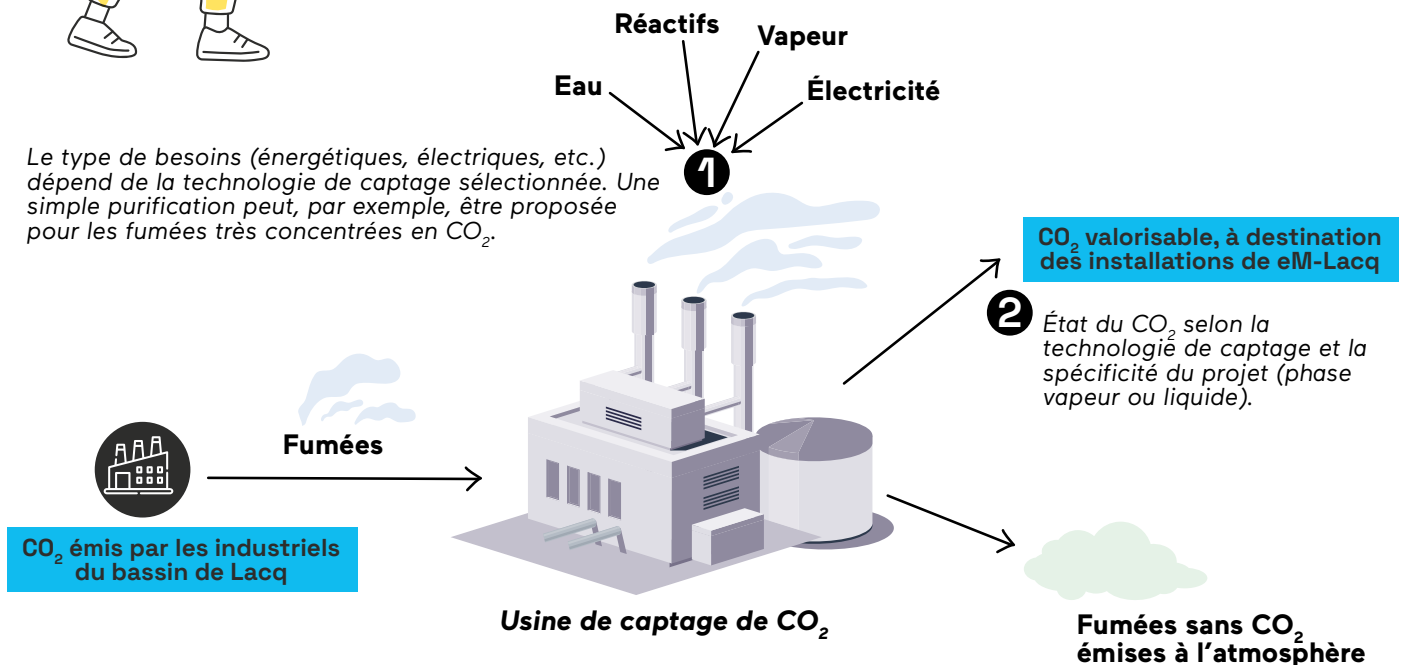 Réactifs
Vapeur
Eau
Électricité
1
Le type de besoins (énergétiques, électriques, etc.)
dépend de la technologie de captage sélectionnée. Une
simple purification peut, par exemple, être proposée
pour les fumées très concentrées en CO₂.
CO₂ valorisable, à destination
des installations de eM-Lacq
2
État du CO₂ selon la
technologie de captage et la
spécificité du projet (phase
vapeur ou liquide).
Fumées
CO₂ émis par les industriels
du bassin de Lacq
Usine de captage de CO₂
Fumées sans CO₂
émises à l’atmosphère